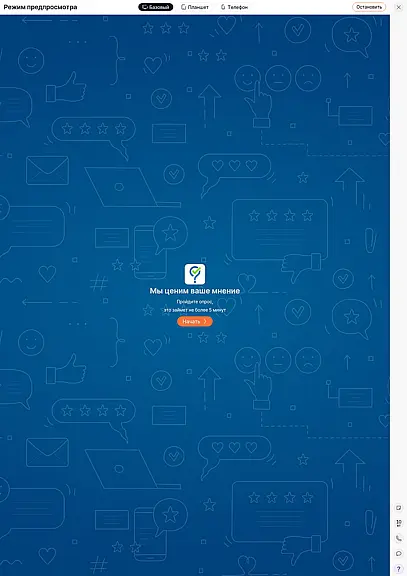 Режим предпросмотра
Базовый
Планшет
Телефон
Остановить
Мы ценим ваше мнение
Пройдите опрос,
это займет не более 5 минут
Начать